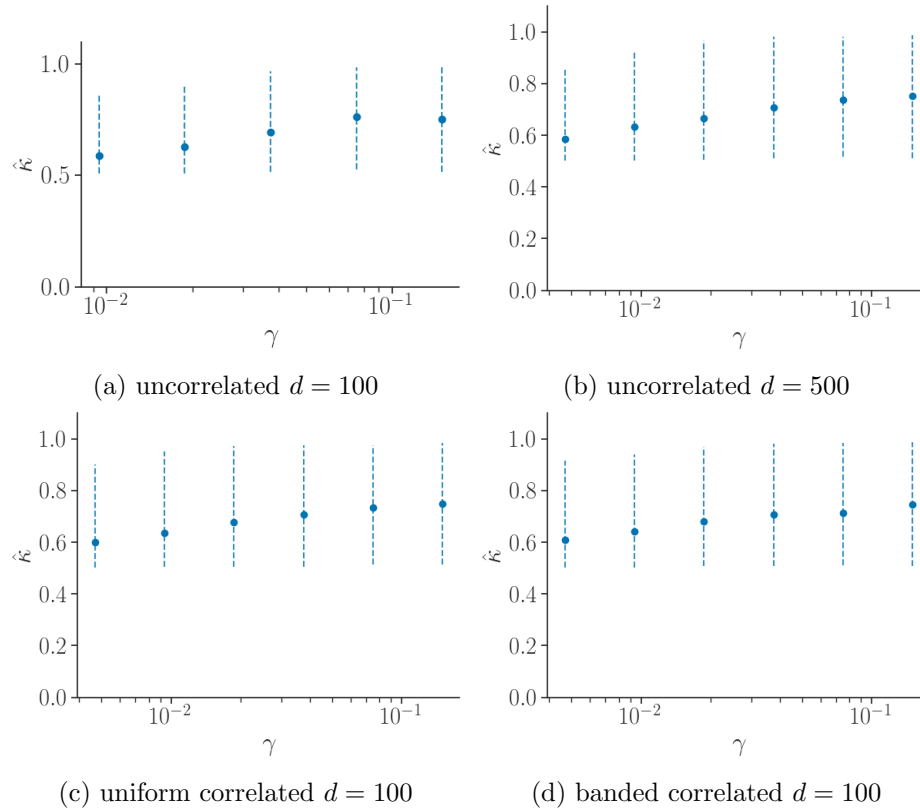 1.0
0.5
0.0
κ̂
10⁻²
10⁻¹
γ
(a) uncorrelated d = 100
1.0
0.8
0.6
0.4
0.2
0.0
κ̂
10⁻²
10⁻¹
γ
(b) uncorrelated d = 500
1.0
0.8
0.6
0.4
0.2
0.0
κ̂
10⁻²
10⁻¹
γ
(c) uniform correlated d = 100
1.0
0.8
0.6
0.4
0.2
0.0
κ̂
10⁻²
10⁻¹
γ
(d) banded correlated d = 100